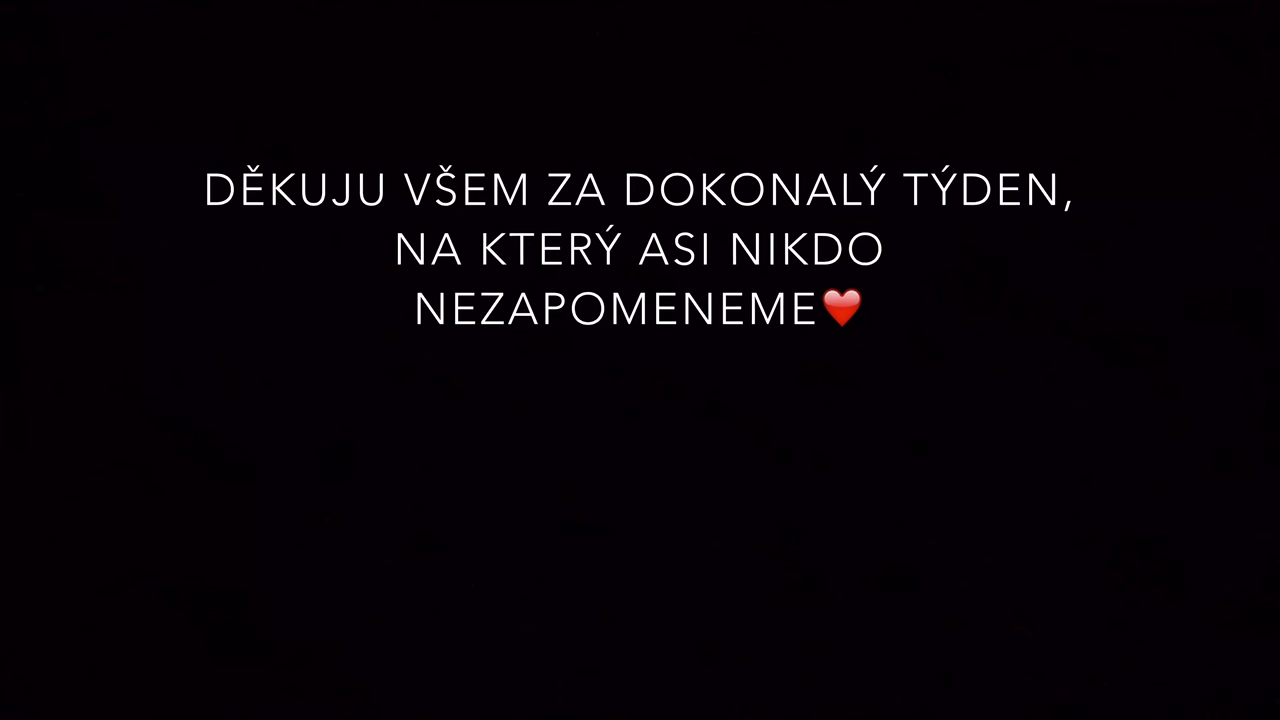 DĚKUJU VŠEM ZA DOKONALÝ TÝDEN,
NA KTERÝ ASI NIKDO
NEZAPOMENEME❤️